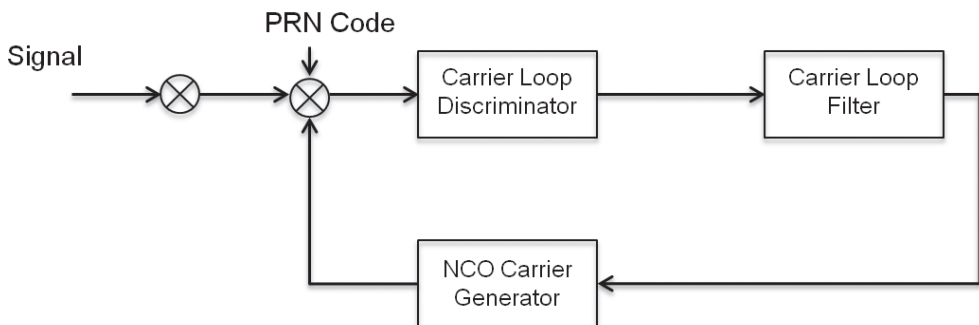 PRN Code
Signal
Carrier Loop
Discriminator
Carrier Loop
Filter
NCO Carrier
Generator